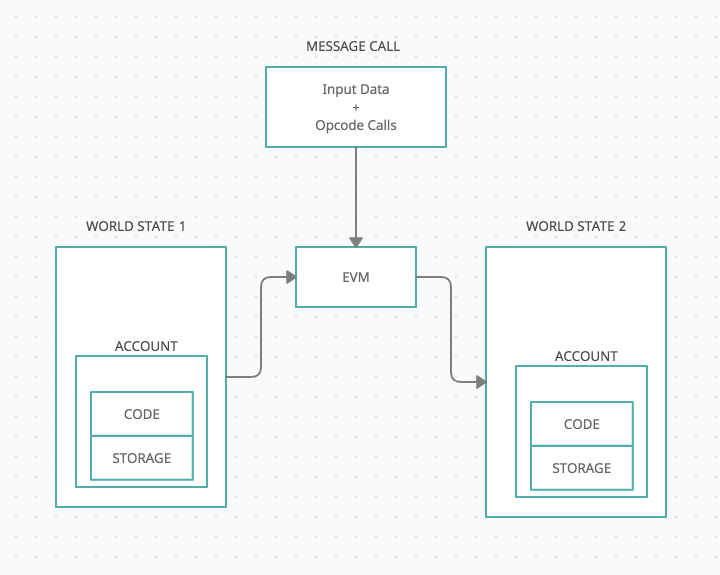 MESSAGE CALL
Input Data
+
Opcode Calls
WORLD STATE 1
WORLD STATE 2
EVM
ACCOUNT
CODE
STORAGE
ACCOUNT
CODE
STORAGE